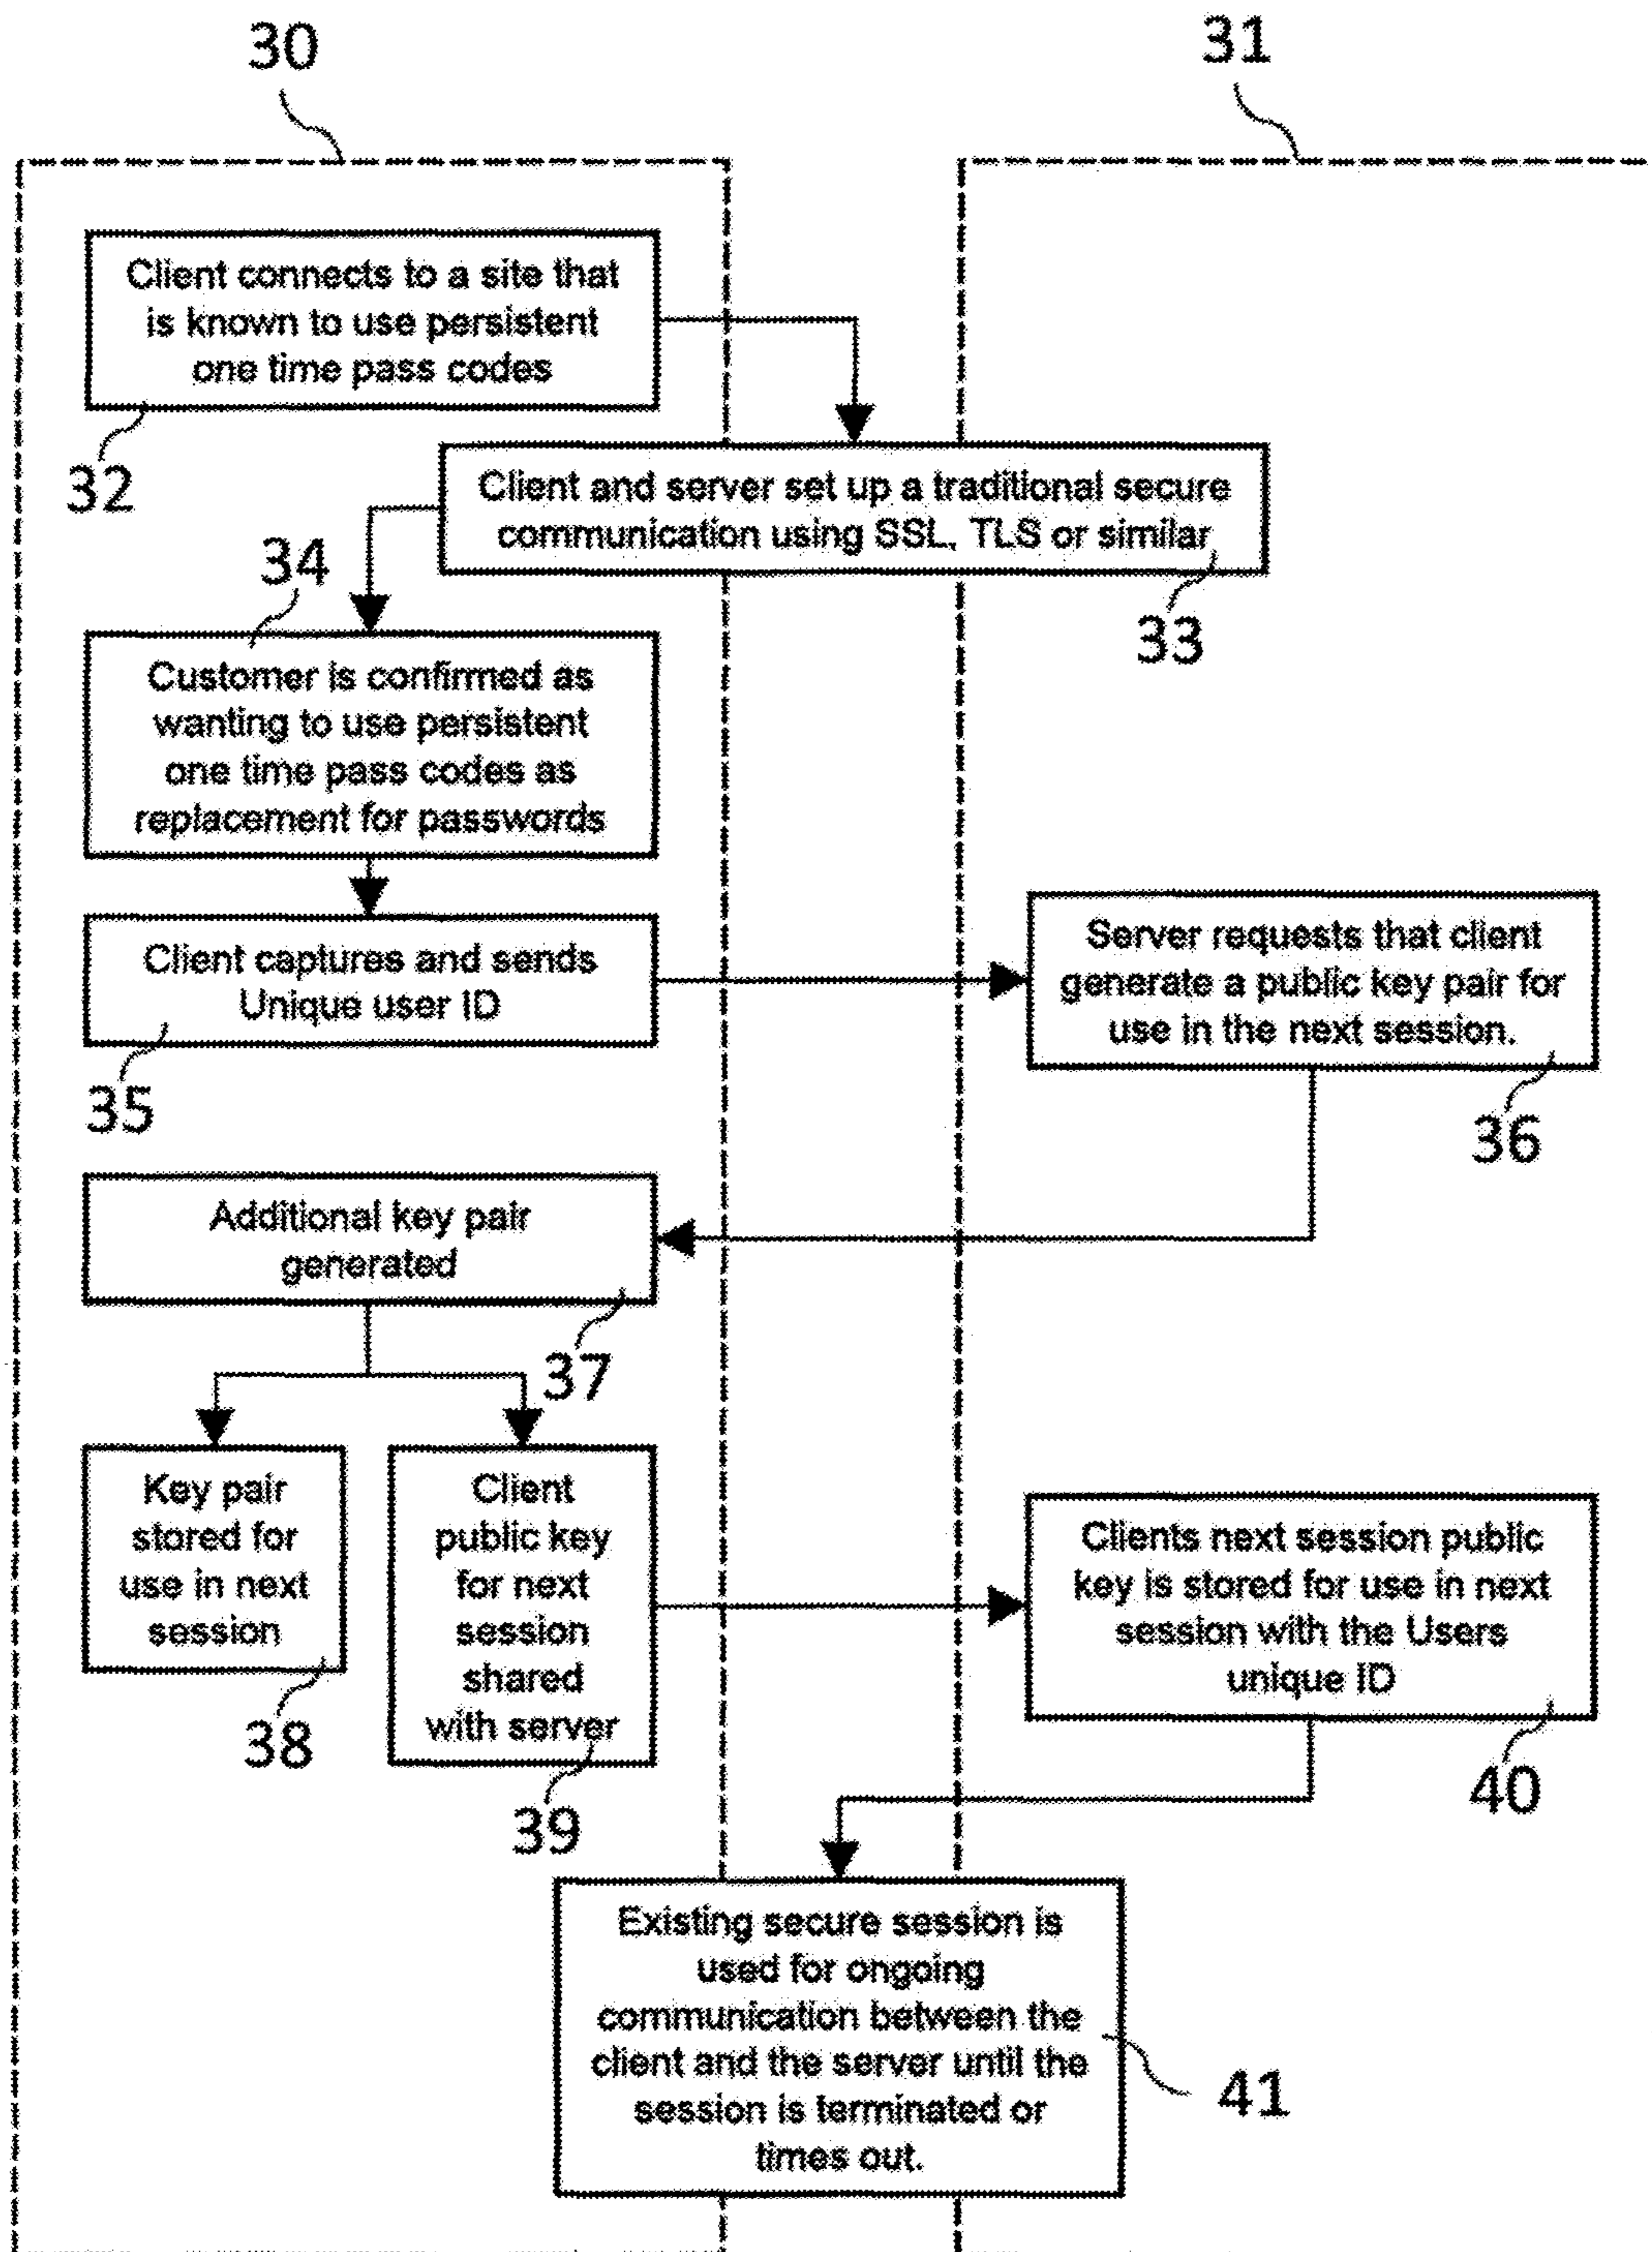 30
31
Client connects to a site that
is known to use persistent
one time pass codes
32
Client and server set up a traditional secure
communication using SSL, TLS or similar
33
34
Customer is confirmed as
wanting to use persistent
one time pass codes as
replacement for passwords
Client captures and sends
Unique user ID
35
Server requests that client
generate a public key pair for
use in the next session.
36
Additional key pair
generated
37
Key pair
stored for
use in next
session
38
Client
public key
for next
session
shared
with server
39
Clients next session public
key is stored for use in next
session with the Users
unique ID
40
Existing secure session is
used for ongoing
communication between the
client and the server until the
session is terminated or
times out.
41